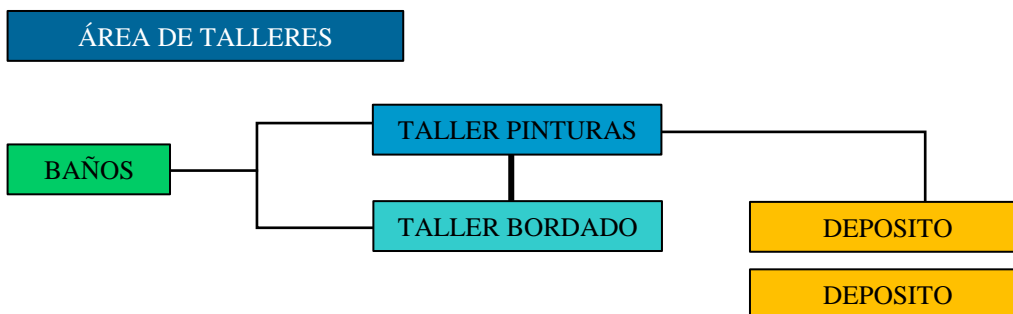 ÁREA DE TALLERES
TALLER PINTURAS
BAÑOS
TALLER BORDADO
DEPOSITO
DEPOSITO